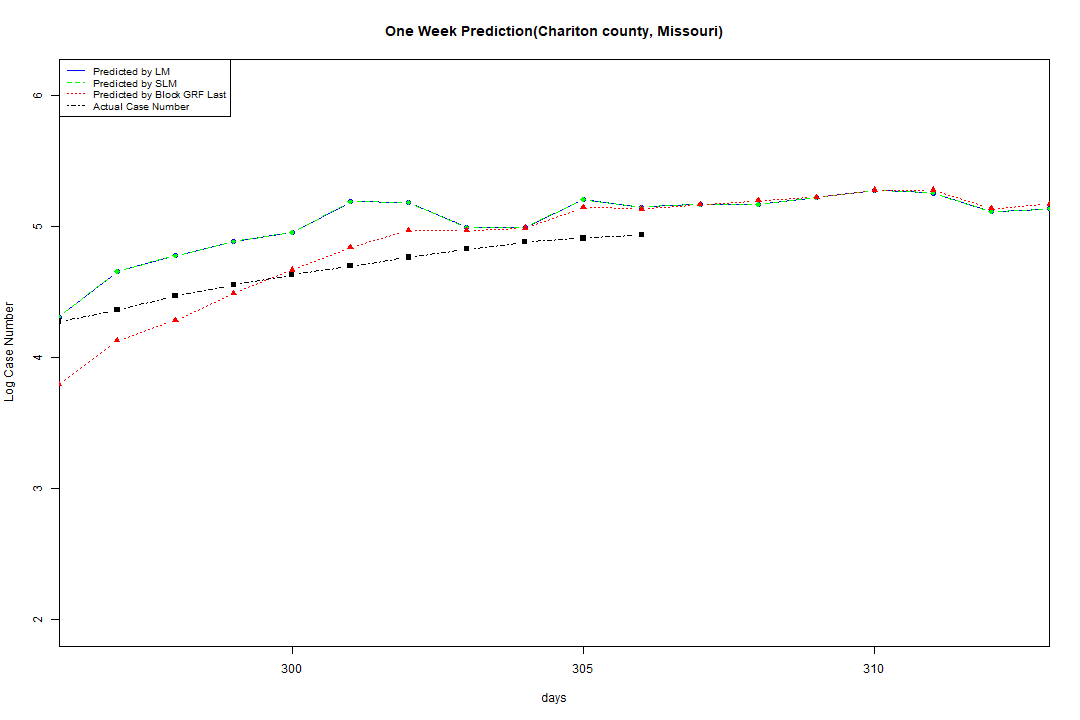 One Week Prediction(Chariton county, Missouri)
Predicted by LM
Predicted by SLM
Predicted by Block GRF Last
Actual Case Number
6
5
4
3
2
Log Case Number
300
305
310
days